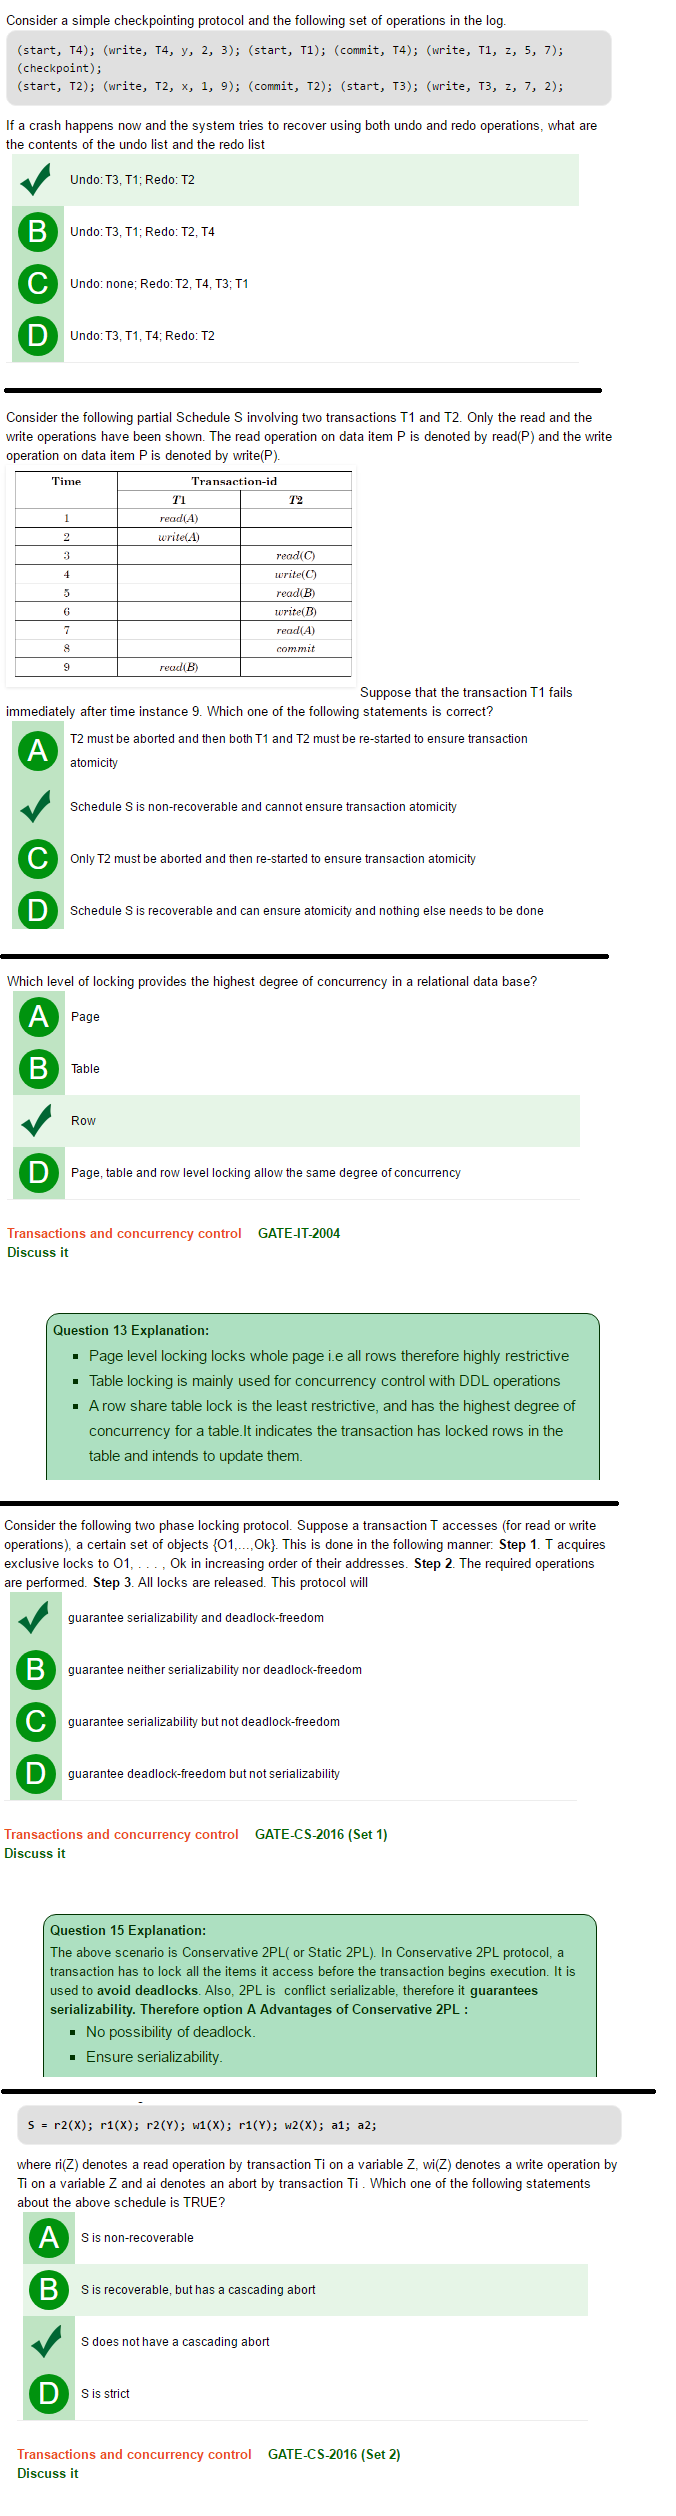 Consider a simple checkpointing protocol and the following set of operations in the log.
(start, T4); (write, T4, y, 2, 3); (start, T1); (commit, T4); (write, T1, z, 5, 7);
(checkpoint);
(start, T2); (write, T2, x, 1, 9); (commit, T2); (start, T3); (write, T3, z, 7, 2);
If a crash happens now and the system tries to recover using both undo and redo operations, what are
the contents of the undo list and the redo list
Undo: T3, T1; Redo: T2
B Undo: T3, T1; Redo: T2, T4
C Undo: none; Redo: T2, T4, T3; T1
D Undo: T3, T1, T4; Redo: T2
Consider the following partial Schedule S involving two transactions T1 and T2. Only the read and the
write operations have been shown. The read operation on data item P is denoted by read(P) and the write
operation on data item P is denoted by write(P).
Time Transaction-id
T1 T2
1 read(A)
2 write(A)
3 read(C)
4 write(C)
5 read(B)
6 write(B)
7 read(A)
8 commit
9 read(B)
Suppose that the transaction T1 fails
immediately after time instance 9. Which one of the following statements is correct?
A T2 must be aborted and then both T1 and T2 must be re-started to ensure transaction
atomicity
Schedule S is non-recoverable and cannot ensure transaction atomicity
C Only T2 must be aborted and then re-started to ensure transaction atomicity
D Schedule S is recoverable and can ensure atomicity and nothing else needs to be done
Which level of locking provides the highest degree of concurrency in a relational data base?
A Page
B Table
Row
D Page, table and row level locking allow the same degree of concurrency
Transactions and concurrency control GATE-IT-2004
Discuss it
Question 13 Explanation:
▪ Page level locking locks whole page i.e all rows therefore highly restrictive
▪ Table locking is mainly used for concurrency control with DDL operations
▪ A row share table lock is the least restrictive, and has the highest degree of
concurrency for a table.It indicates the transaction has locked rows in the
table and intends to update them.
Consider the following two phase locking protocol. Suppose a transaction T accesses (for read or write
operations), a certain set of objects {O1,...,Ok}. This is done in the following manner: Step 1. T acquires
exclusive locks to O1, . . . , Ok in increasing order of their addresses. Step 2. The required operations
are performed. Step 3. All locks are released. This protocol will
guarantee serializability and deadlock-freedom
B guarantee neither serializability nor deadlock-freedom
C guarantee serializability but not deadlock-freedom
D guarantee deadlock-freedom but not serializability
Transactions and concurrency control GATE-CS-2016 (Set 1)
Discuss it
Question 15 Explanation:
The above scenario is Conservative 2PL( or Static 2PL). In Conservative 2PL protocol, a
transaction has to lock all the items it access before the transaction begins execution. It is
used to avoid deadlocks. Also, 2PL is conflict serializable, therefore it guarantees
serializability. Therefore option A Advantages of Conservative 2PL :
▪ No possibility of deadlock.
▪ Ensure serializability.
S = r2(X); r1(X); r2(Y); w1(X); r1(Y); w2(X); a1; a2;
where ri(Z) denotes a read operation by transaction Ti on a variable Z, wi(Z) denotes a write operation by
Ti on a variable Z and ai denotes an abort by transaction Ti . Which one of the following statements
about the above schedule is TRUE?
A S is non-recoverable
B S is recoverable, but has a cascading abort
S does not have a cascading abort
D S is strict
Transactions and concurrency control GATE-CS-2016 (Set 2)
Discuss it